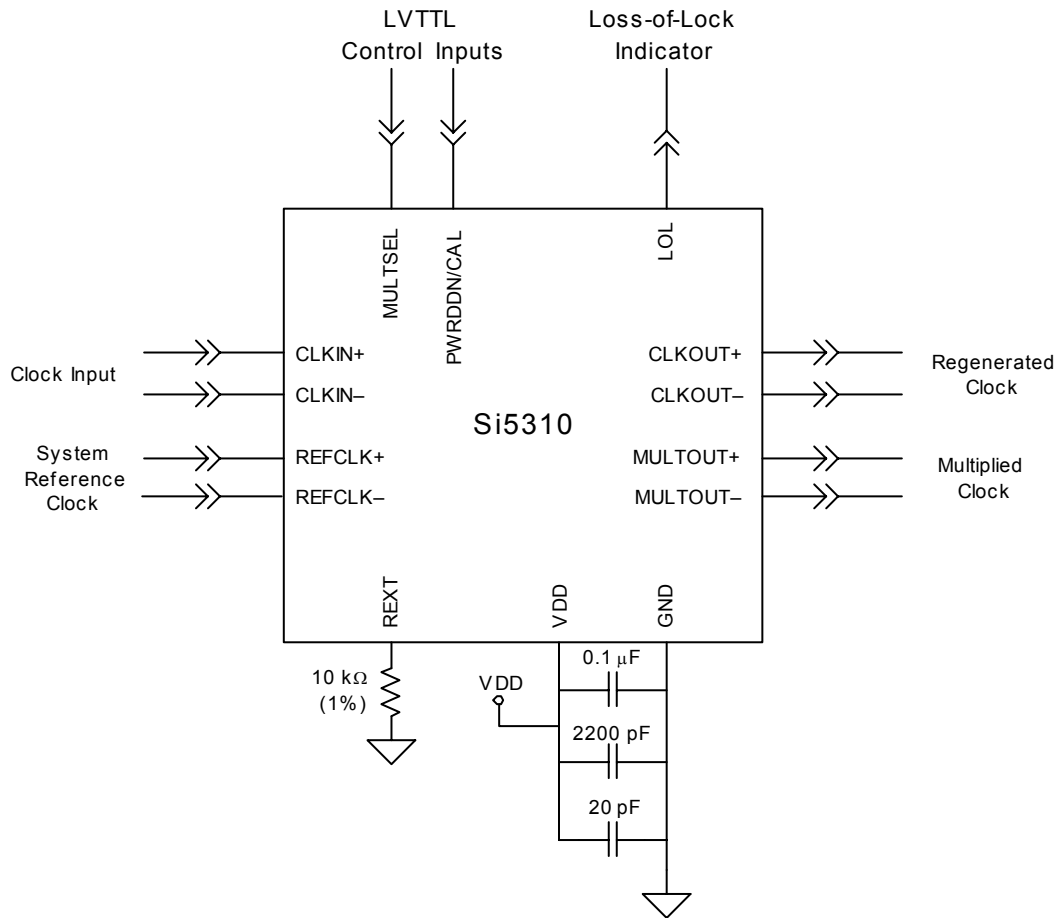 LVTTL
Control Inputs
Loss-of-Lock
Indicator
MULTSEL
PWRDDN/CAL
LOL
Clock Input
CLKIN+
CLKIN–
System
Reference
Clock
REFCLK+
REFCLK–
Si5310
CLKOUT+
CLKOUT–
Regenerated
Clock
MULTOUT+
MULTOUT–
Multiplied
Clock
REXT
VDD
GND
10 kΩ
(1%)
VDD
0.1 μF
2200 pF
20 pF